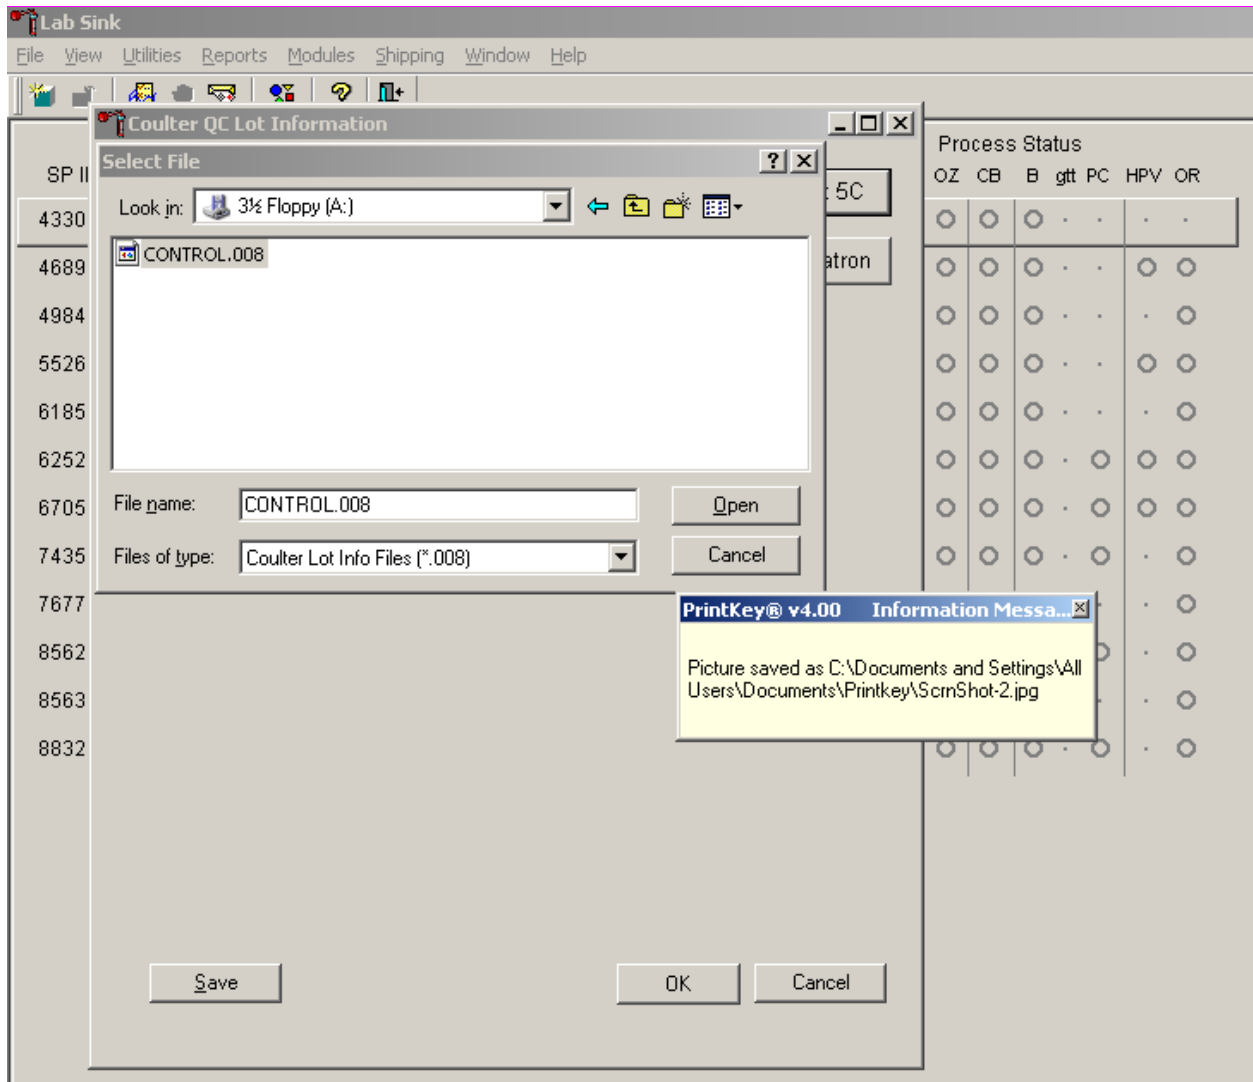 Lab Sink
File View Utilities Reports Modules Shipping Window Help
Coulter QC Lot Information
Select File
Look in: 3½ Floppy (A:)
5C
CONTROL.008
atron
File name: CONTROL.008 Open
Files of type: Coulter Lot Info Files (*.008) Cancel
Process Status
SP II OZ CB B gtt PC HPV OR
4330
4689
4984
5526
6185
6252
6705
7435
7677
8562
8563
8832
PrintKey® v4.00 Information Messa...
Picture saved as C:\Documents and Settings\All
Users\Documents\Printkey\ScrnShot-2.jpg
Save OK Cancel